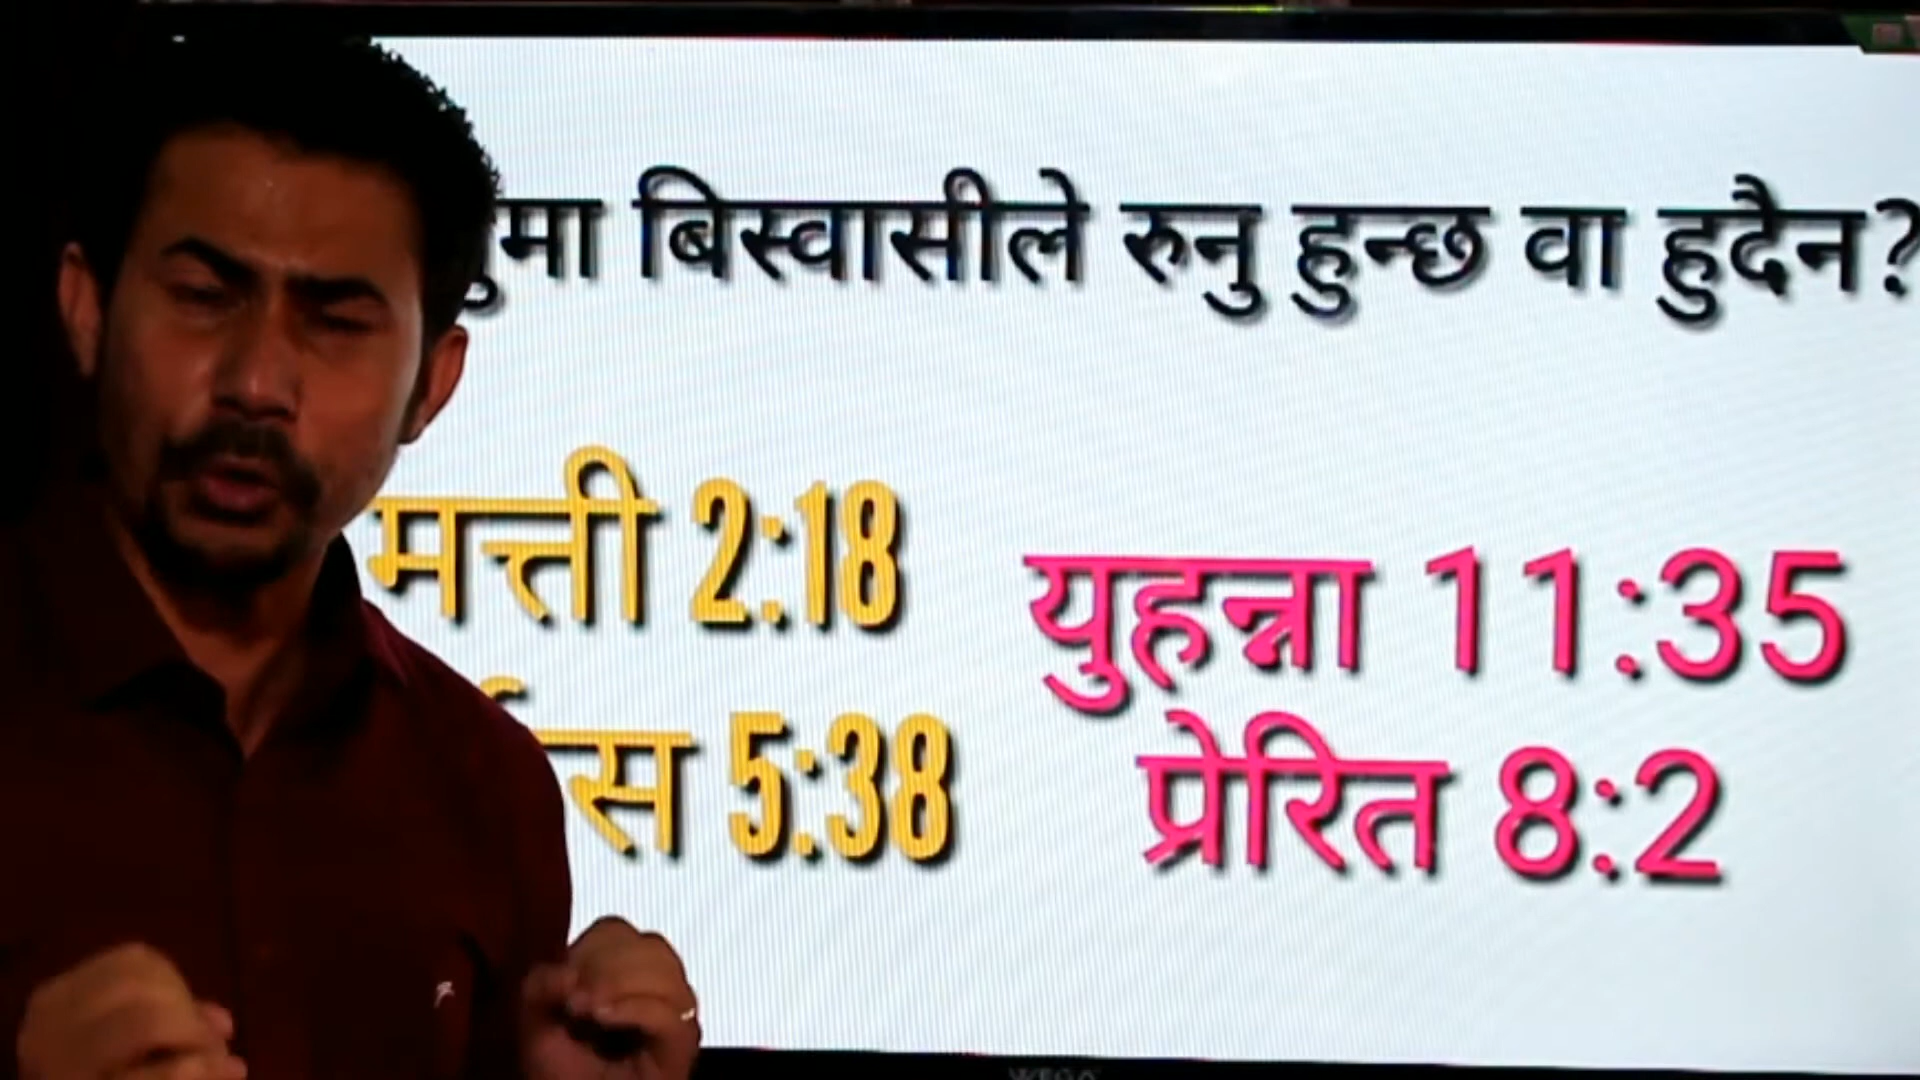 बिस्वासीले रुनु हुन्छ वा हुदैन?
मत्ती 2:18
5:38
युहन्ना 11:35
प्रेरित 8:2